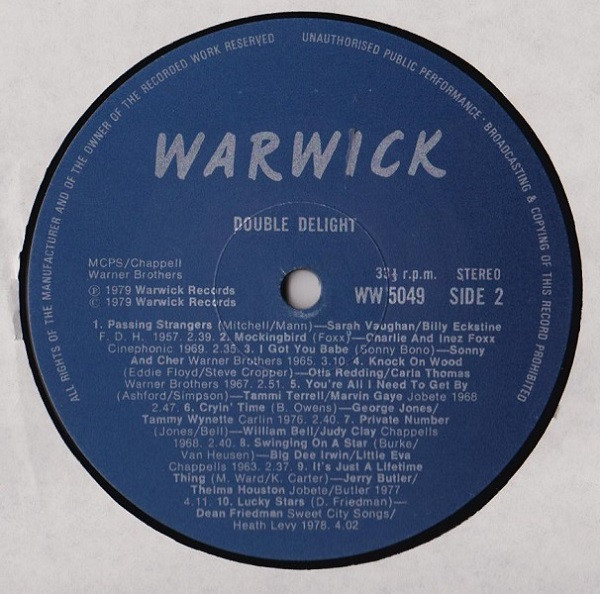 ALL RIGHTS OF THE MANUFACTURER AND OF THE OWNER OF THE RECORDED WORK RESERVED
UNAUTHORISED PUBLIC PERFORMANCE · BROADCASTING & COPYING OF THIS RECORD PROHIBITED
WARWICK
DOUBLE DELIGHT
MCPS/Chappell
Warner Brothers
33⅓ r.p.m. STEREO
℗ 1979 Warwick Records
© 1979 Warwick Records
WW 5049 SIDE 2
1. Passing Strangers (Mitchell/Mann)—Sarah Vaughan/Billy Eckstine
F. D. H. 1957. 2.39. 2. Mockingbird (Foxx)—Charlie And Inez Foxx
Cinephonic 1969. 2.35. 3. I Got You Babe (Sonny Bono)—Sonny
And Cher Warner Brothers 1965. 3.10. 4. Knock On Wood
(Eddie Floyd/Steve Cropper)—Otis Redding/Carla Thomas
Warner Brothers 1967. 2.51. 5. You're All I Need To Get By
(Ashford/Simpson)—Tammi Terrell/Marvin Gaye Jobete 1968
2.47. 6. Cryin' Time (B. Owens)—George Jones/
Tammy Wynette Carlin 1976. 2.40. 7. Private Number
(Jones/Bell)—William Bell/Judy Clay Chappells
1968. 2.40. 8. Swinging On A Star (Burke/
Van Heusen)—Big Dee Irwin/Little Eva
Chappells 1963. 2.37. 9. It's Just A Lifetime
Thing (M. Ward/K. Carter)—Jerry Butler/
Thelma Houston Jobete/Butler 1977
4.11. 10. Lucky Stars (D. Friedman)—
Dean Friedman Sweet City Songs/
Heath Levy 1978. 4.02